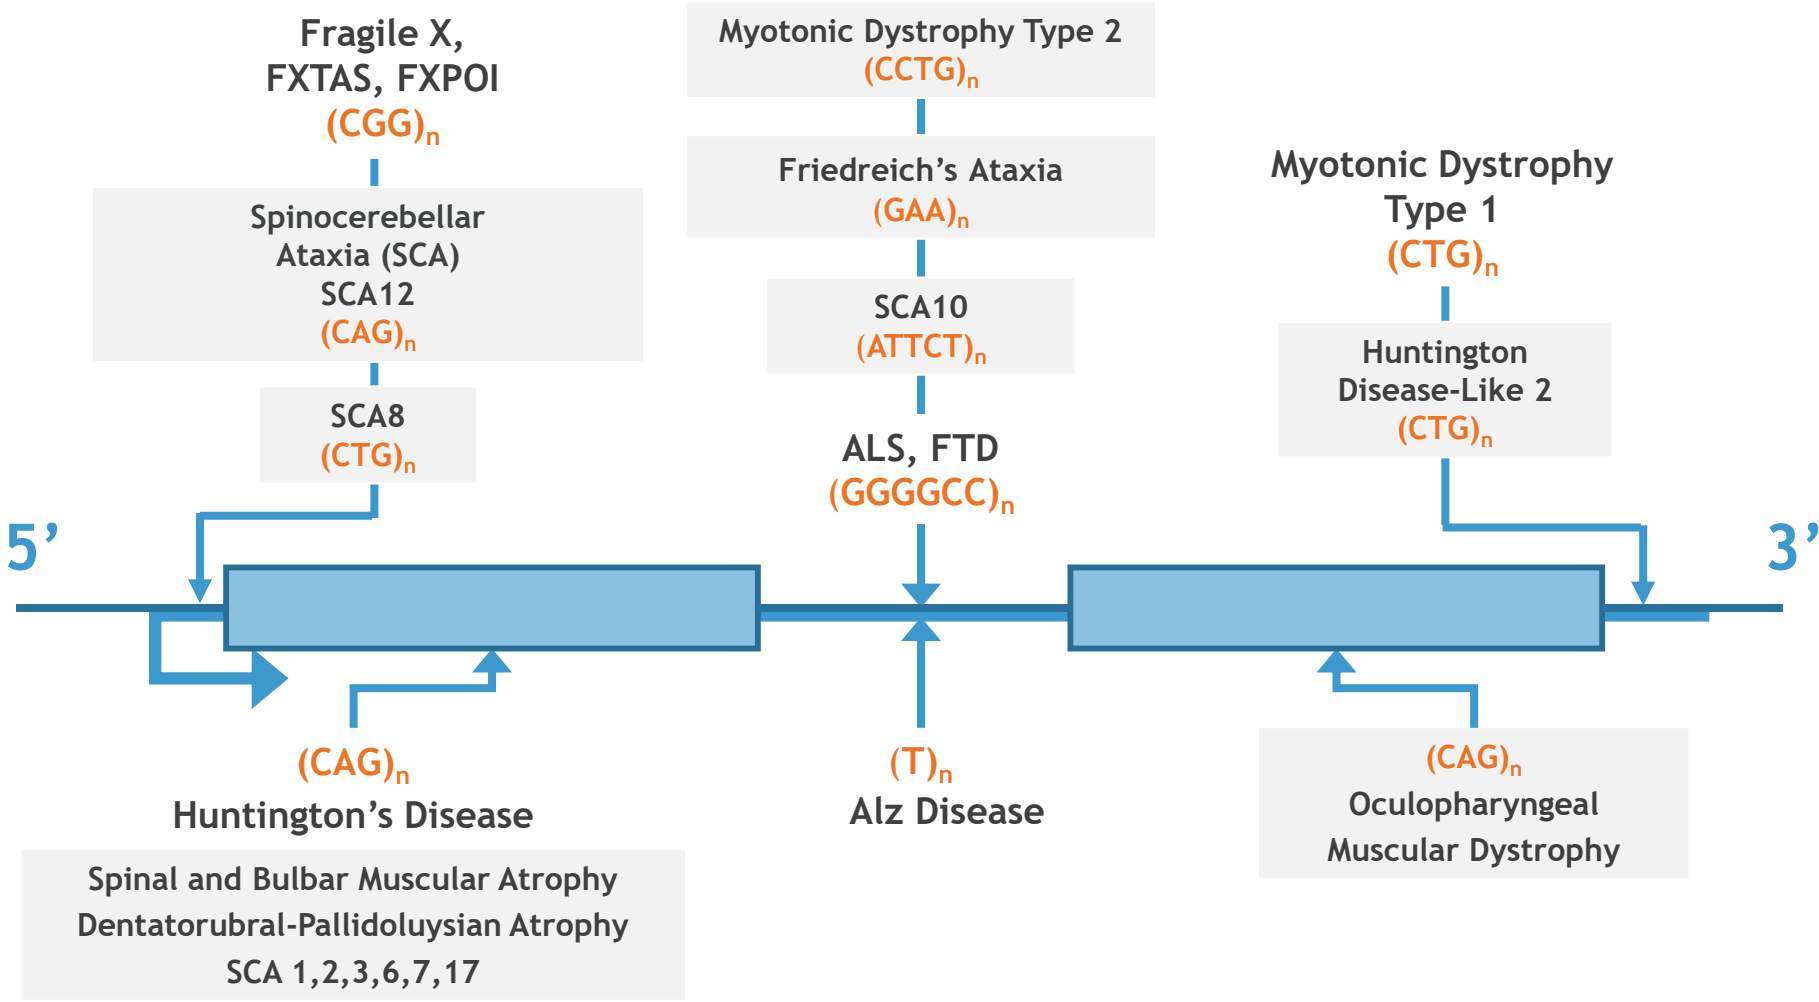 Fragile X,
FXTAS, FXPOI
(CGG)n
Spinocerebellar
Ataxia (SCA)
SCA12
(CAG)n
SCA8
(CTG)n
Myotonic Dystrophy Type 2
(CCTG)n
Friedreich’s Ataxia
(GAA)n
SCA10
(ATTCT)n
ALS, FTD
(GGGGCC)n
Myotonic Dystrophy
Type 1
(CTG)n
Huntington
Disease-Like 2
(CTG)n
5’
3’
(CAG)n
Huntington’s Disease
Spinal and Bulbar Muscular Atrophy
Dentatorubral-Pallidoluysian Atrophy
SCA 1,2,3,6,7,17
(T)n
Alz Disease
(CAG)n
Oculopharyngeal
Muscular Dystrophy